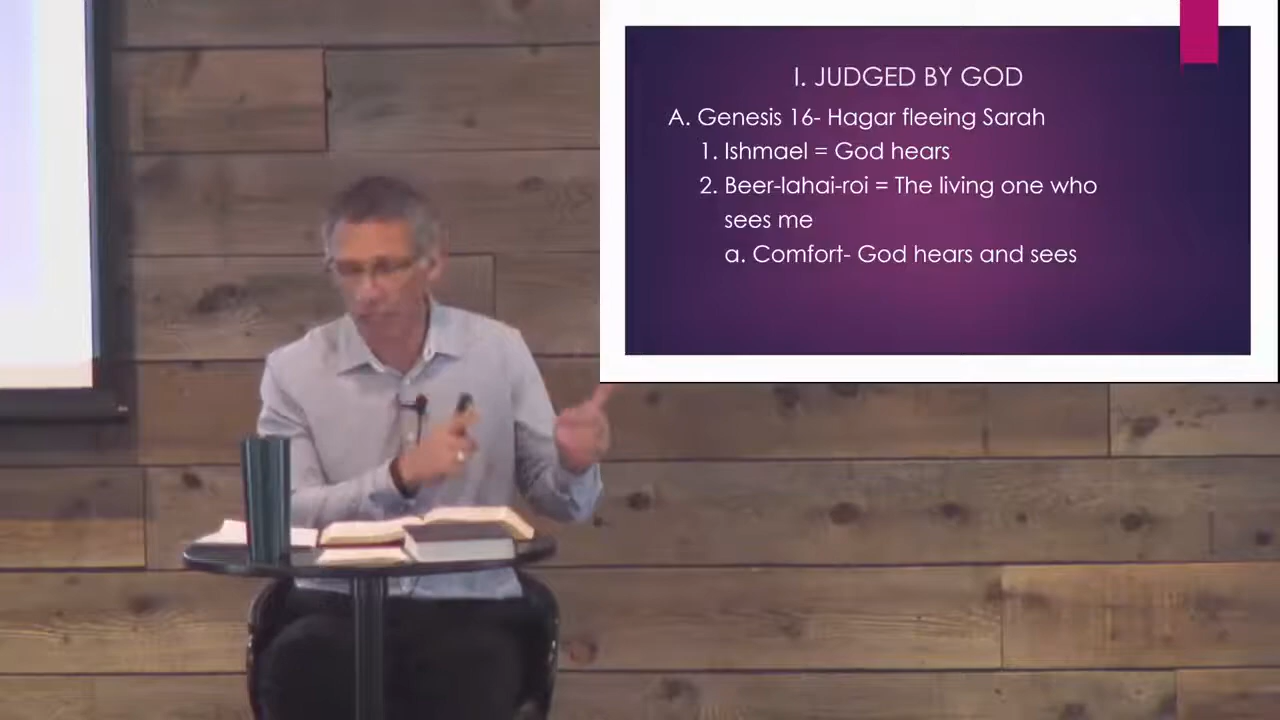 I. JUDGED BY GOD
A. Genesis 16- Hagar fleeing Sarah
1. Ishmael = God hears
2. Beer-lahai-roi = The living one who
sees me
a. Comfort- God hears and sees